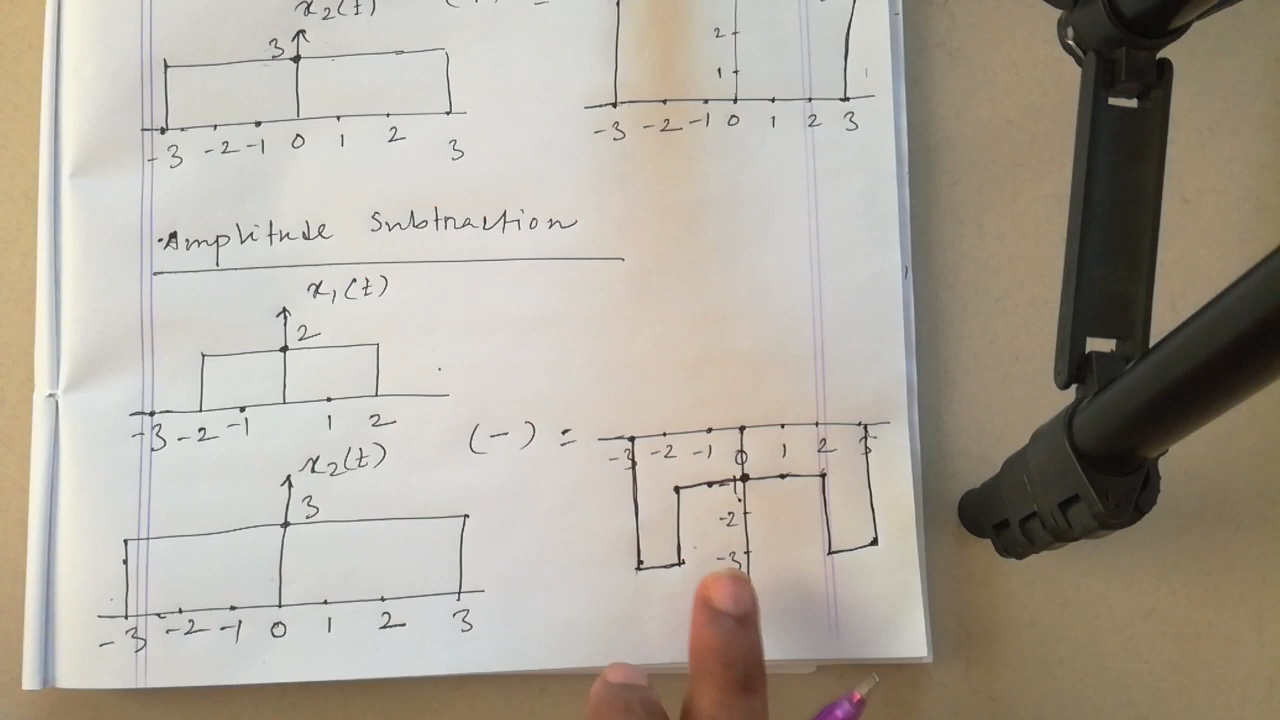 x₂(t)
3
-3 -2 -1 0 1 2 3
2
1
-3 -2 -1 0 1 2 3
Amplitude Subtraction
x₁(t)
2
-3 -2 -1 1 2
x₂(t)
3
-3 -2 -1 0 1 2 3
(-) =
-3 -2 -1 0 1 2 3
-1
-2
-3